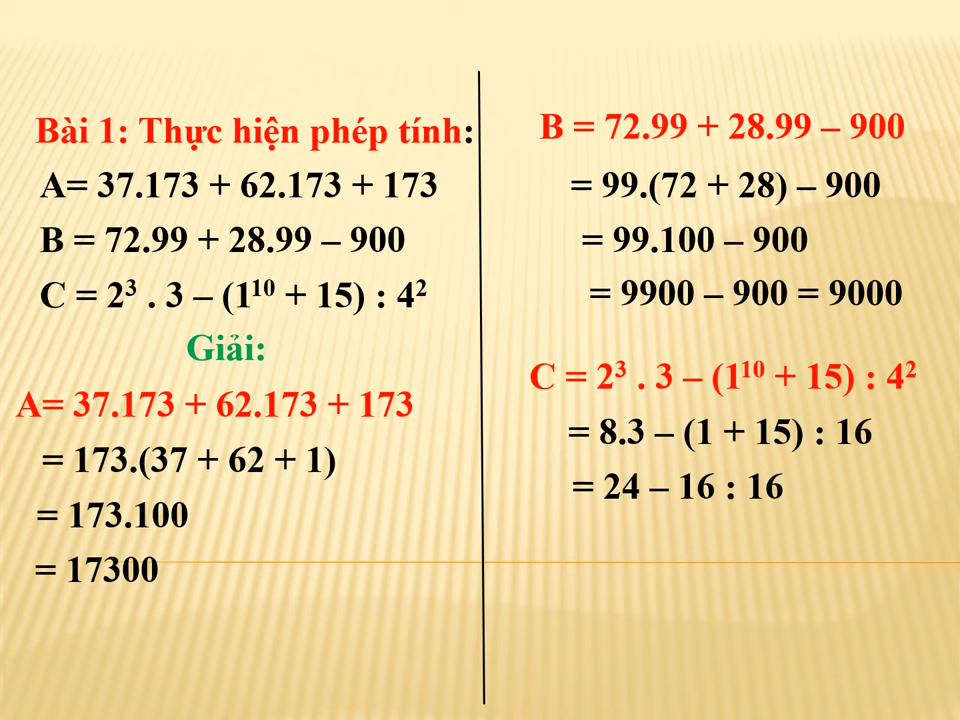 Bài 1: Thực hiện phép tính:
A= 37.173 + 62.173 + 173
B = 72.99 + 28.99 – 900
C = 2³ . 3 – (1¹⁰ + 15) : 4²
Giải:
A= 37.173 + 62.173 + 173
= 173.(37 + 62 + 1)
= 173.100
= 17300
B = 72.99 + 28.99 – 900
= 99.(72 + 28) – 900
= 99.100 – 900
= 9900 – 900 = 9000
C = 2³ . 3 – (1¹⁰ + 15) : 4²
= 8.3 – (1 + 15) : 16
= 24 – 16 : 16